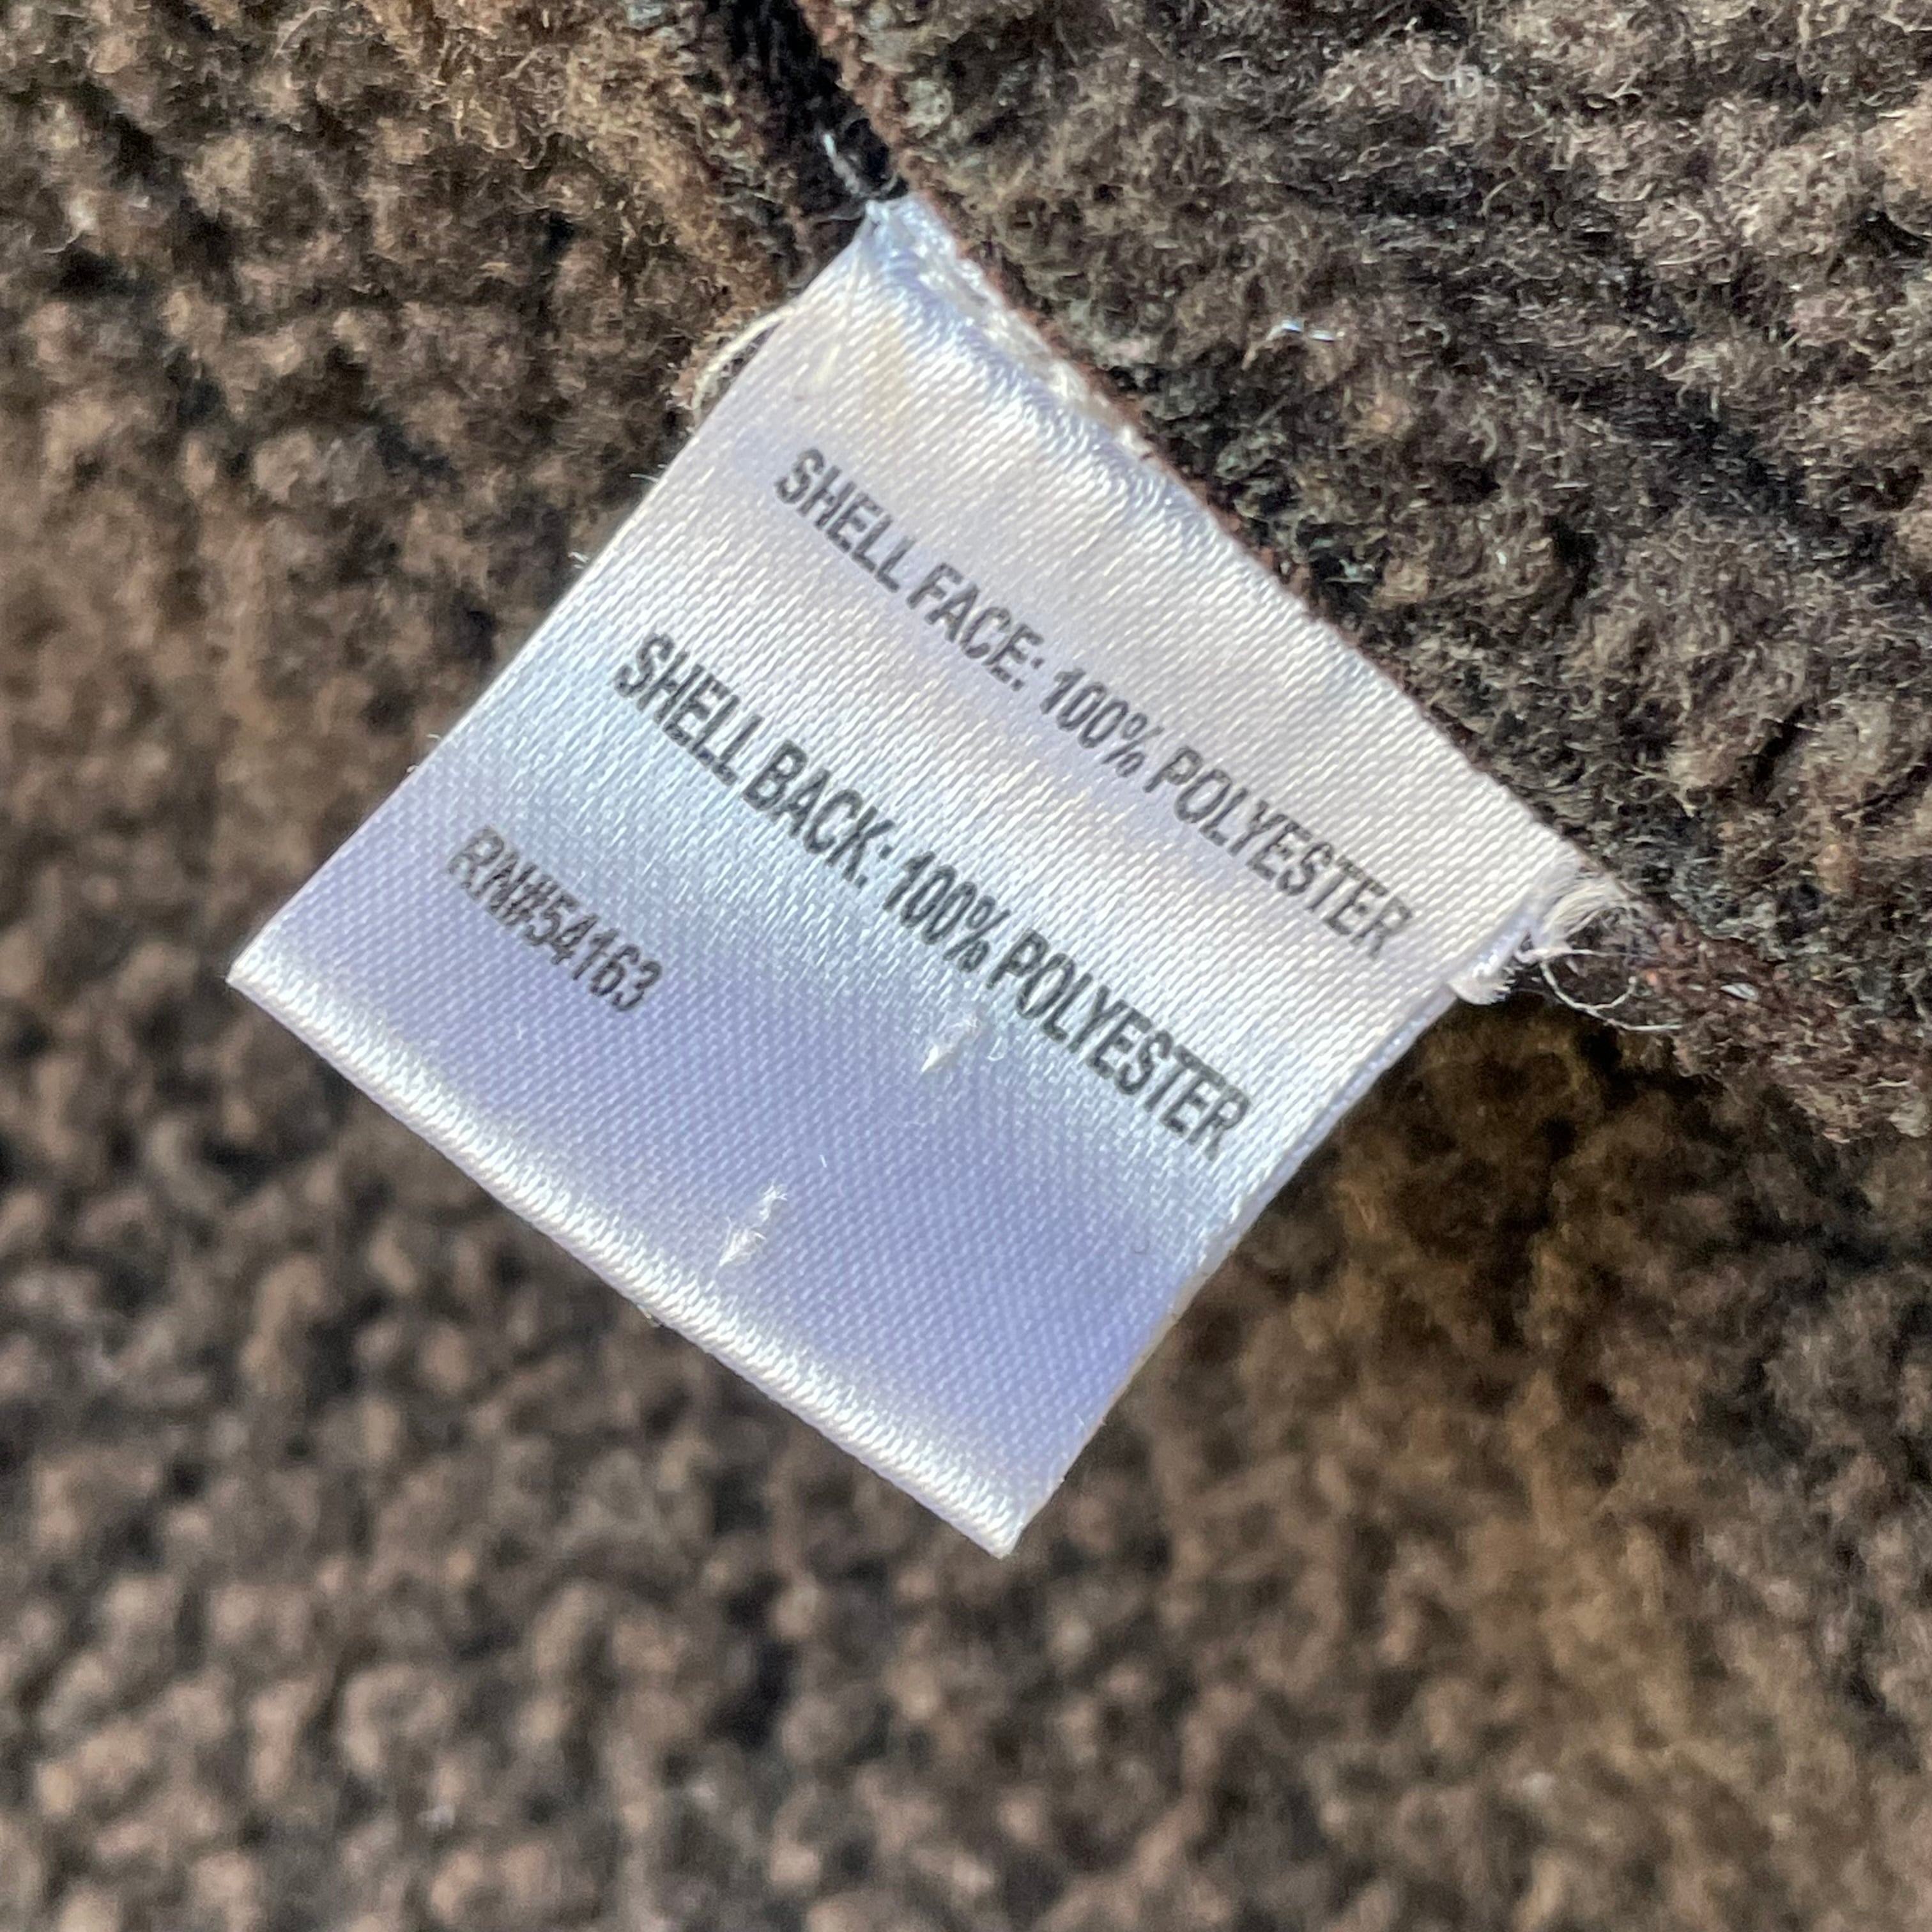 SHELL FACE: 100% POLYESTER
SHELL BACK: 100% POLYESTER
RN#54163